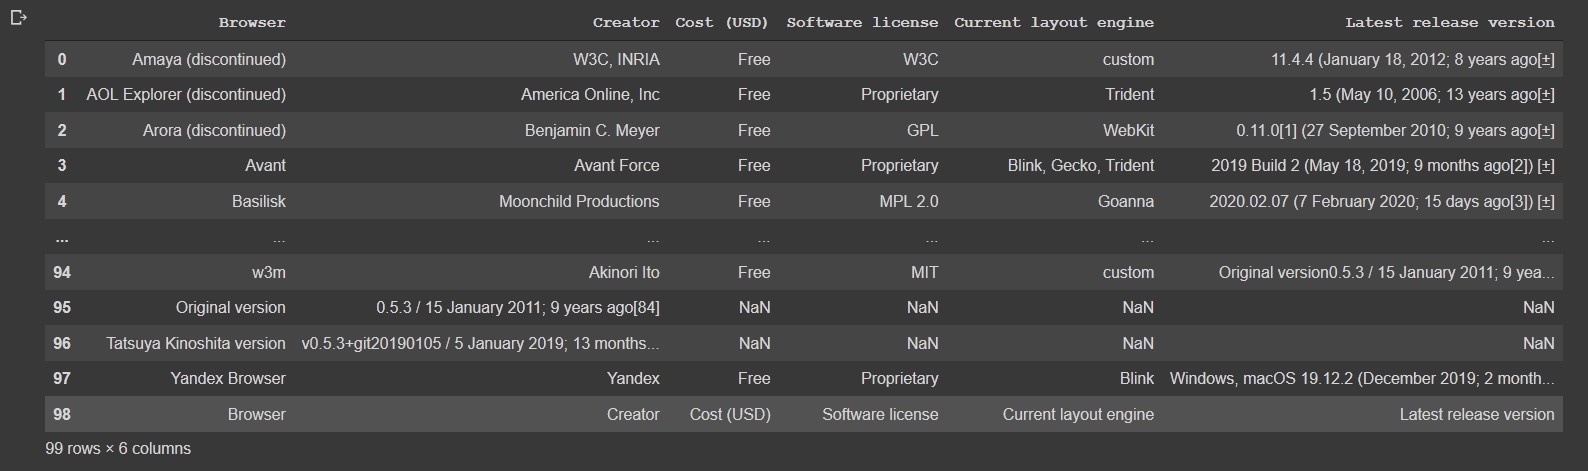 Browser Creator Cost (USD) Software license Current layout engine Latest release version
0 Amaya (discontinued) W3C, INRIA Free W3C custom 11.4.4 (January 18, 2012; 8 years ago[±]
1 AOL Explorer (discontinued) America Online, Inc Free Proprietary Trident 1.5 (May 10, 2006; 13 years ago[±]
2 Arora (discontinued) Benjamin C. Meyer Free GPL WebKit 0.11.0[1] (27 September 2010; 9 years ago[±]
3 Avant Avant Force Free Proprietary Blink, Gecko, Trident 2019 Build 2 (May 18, 2019; 9 months ago[2]) [±]
4 Basilisk Moonchild Productions Free MPL 2.0 Goanna 2020.02.07 (7 February 2020; 15 days ago[3]) [±]
... ... ... ... ... ... ...
94 w3m Akinori Ito Free MIT custom Original version0.5.3 / 15 January 2011; 9 yea...
95 Original version 0.5.3 / 15 January 2011; 9 years ago[84] NaN NaN NaN NaN
96 Tatsuya Kinoshita version v0.5.3+git20190105 / 5 January 2019; 13 months... NaN NaN NaN NaN
97 Yandex Browser Yandex Free Proprietary Blink Windows, macOS 19.12.2 (December 2019; 2 month...
98 Browser Creator Cost (USD) Software license Current layout engine Latest release version
99 rows × 6 columns